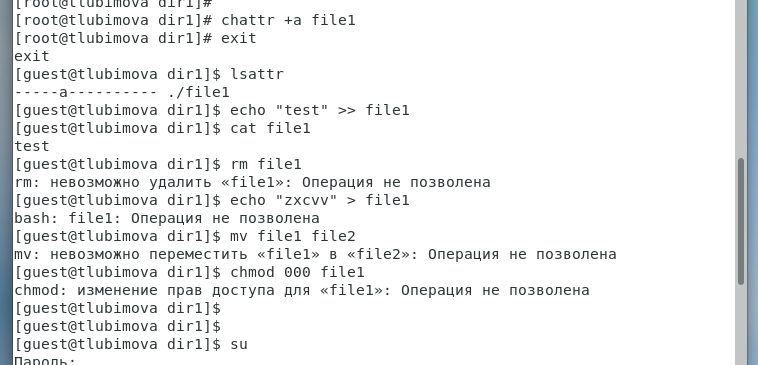 [root@tlubimova dir1]#
[root@tlubimova dir1]# chattr +a file1
[root@tlubimova dir1]# exit
exit
[guest@tlubimova dir1]$ lsattr
-----a---------- ./file1
[guest@tlubimova dir1]$ echo "test" >> file1
[guest@tlubimova dir1]$ cat file1
test
[guest@tlubimova dir1]$ rm file1
rm: невозможно удалить «file1»: Операция не позволена
[guest@tlubimova dir1]$ echo "zxcvv" > file1
bash: file1: Операция не позволена
[guest@tlubimova dir1]$ mv file1 file2
mv: невозможно переместить «file1» в «file2»: Операция не позволена
[guest@tlubimova dir1]$ chmod 000 file1
chmod: изменение прав доступа для «file1»: Операция не позволена
[guest@tlubimova dir1]$
[guest@tlubimova dir1]$
[guest@tlubimova dir1]$ su
Пароль: